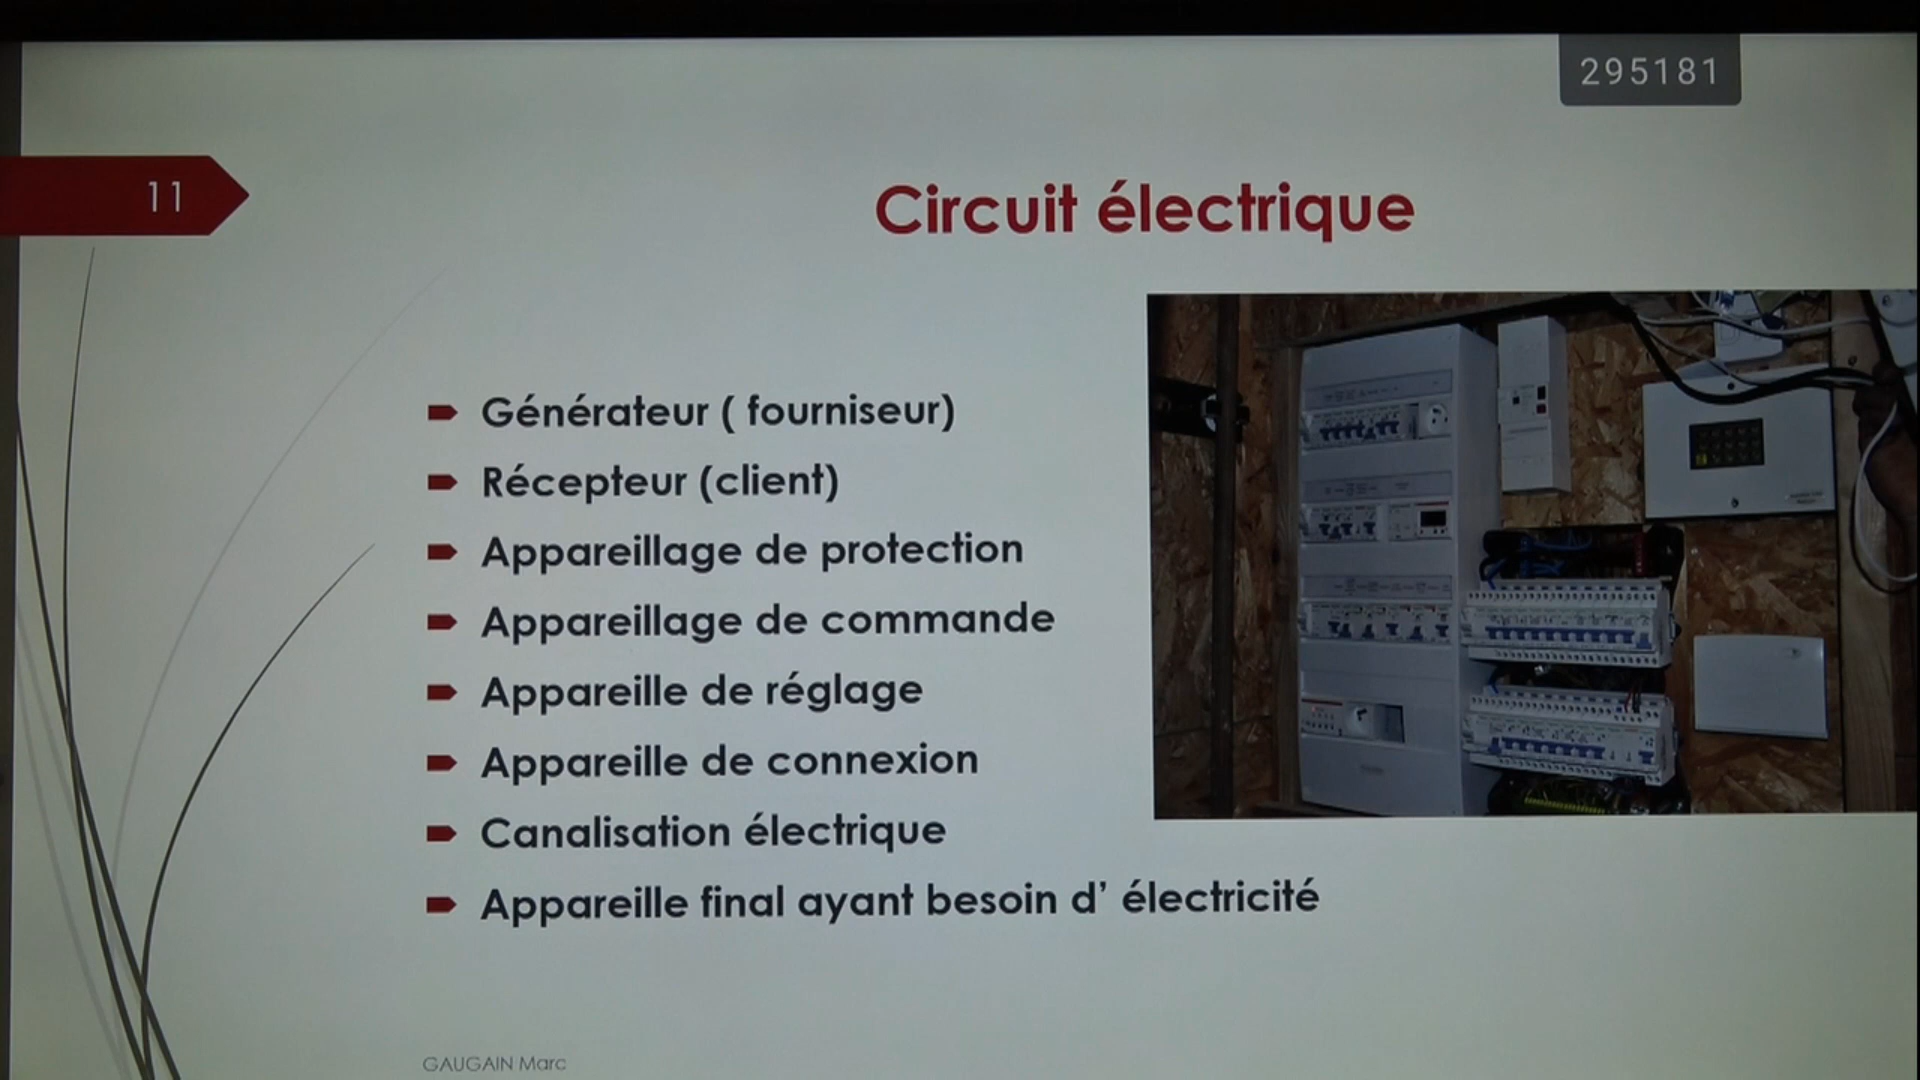 295181
11
Circuit électrique
Générateur ( fourniseur)
Récepteur (client)
Appareillage de protection
Appareillage de commande
Appareille de réglage
Appareille de connexion
Canalisation électrique
Appareille final ayant besoin d’ électricité
GAUGAIN Marc